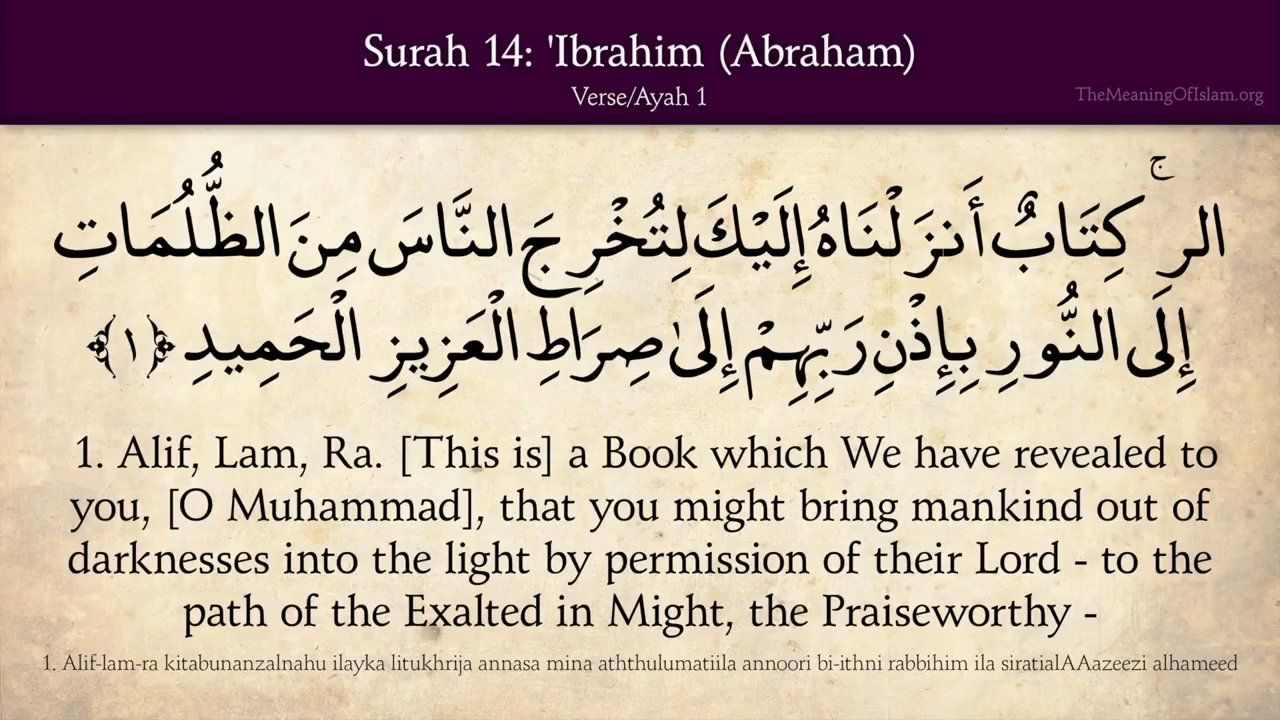 Surah 14: 'Ibrahim (Abraham)
Verse/Ayah 1
TheMeaningOfIslam.org
الر ۚ كِتَابٌ أَنزَلْنَاهُ إِلَيْكَ لِتُخْرِجَ النَّاسَ مِنَ الظُّلُمَاتِ
إِلَى النُّورِ بِإِذْنِ رَبِّهِمْ إِلَىٰ صِرَاطِ الْعَزِيزِ الْحَمِيدِ ﴿١﴾
1. Alif, Lam, Ra. [This is] a Book which We have revealed to
you, [O Muhammad], that you might bring mankind out of
darknesses into the light by permission of their Lord - to the
path of the Exalted in Might, the Praiseworthy -
1. Alif-lam-ra kitabunanzalnahu ilayka litukhrija annasa mina aththulumatiila annoori bi-ithni rabbihim ila siratialAAazeezi alhameed